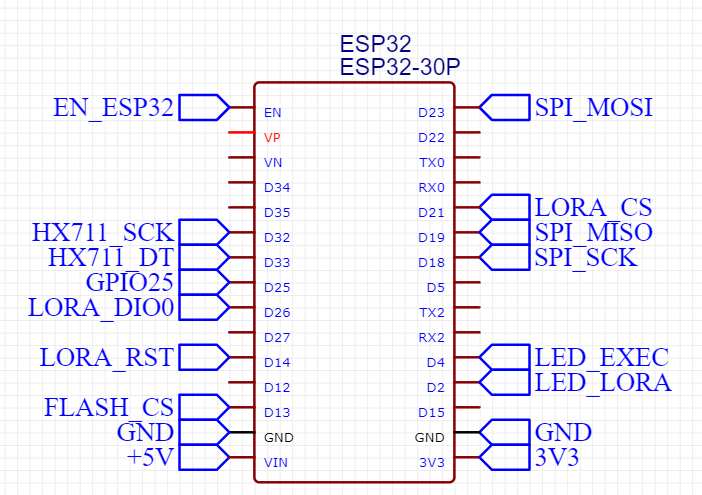 ESP32
ESP32-30P
EN_ESP32 EN D23 SPI_MOSI
VP D22
VN TX0
D34 RX0
D35 D21 LORA_CS
HX711_SCK D32 D19 SPI_MISO
HX711_DT D33 D18 SPI_SCK
GPIO25 D25 D5
LORA_DIO0 D26 TX2
D27 RX2
LORA_RST D14 D4 LED_EXEC
D12 D2 LED_LORA
FLASH_CS D13 D15
GND GND GND GND
+5V VIN 3V3 3V3